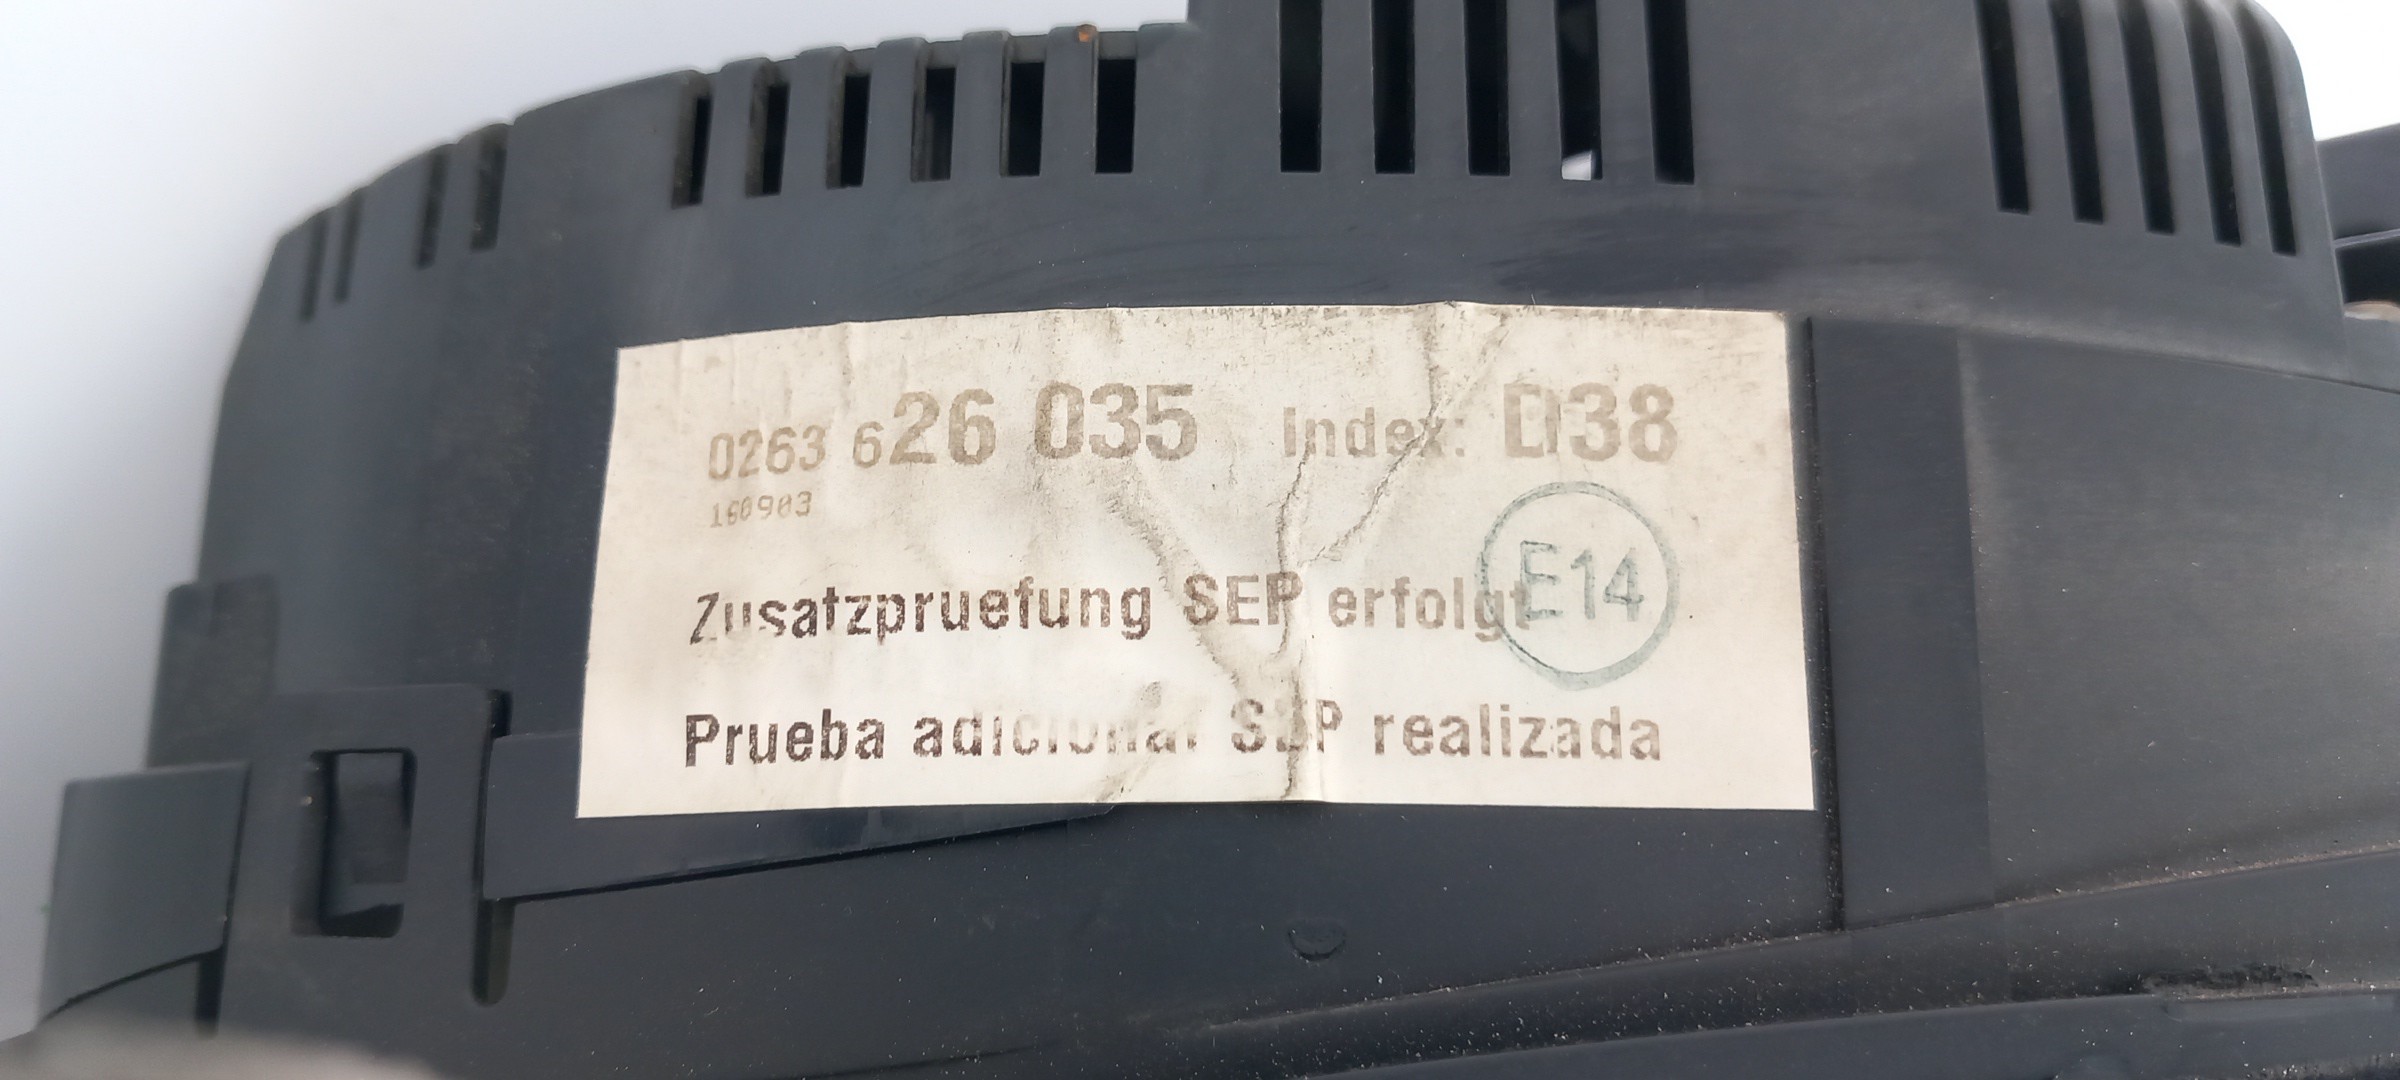 0263 626 035 Index: D38
160903
E14
Zusatzpruefung SEP erfolgt
Prueba adicional SEP realizada